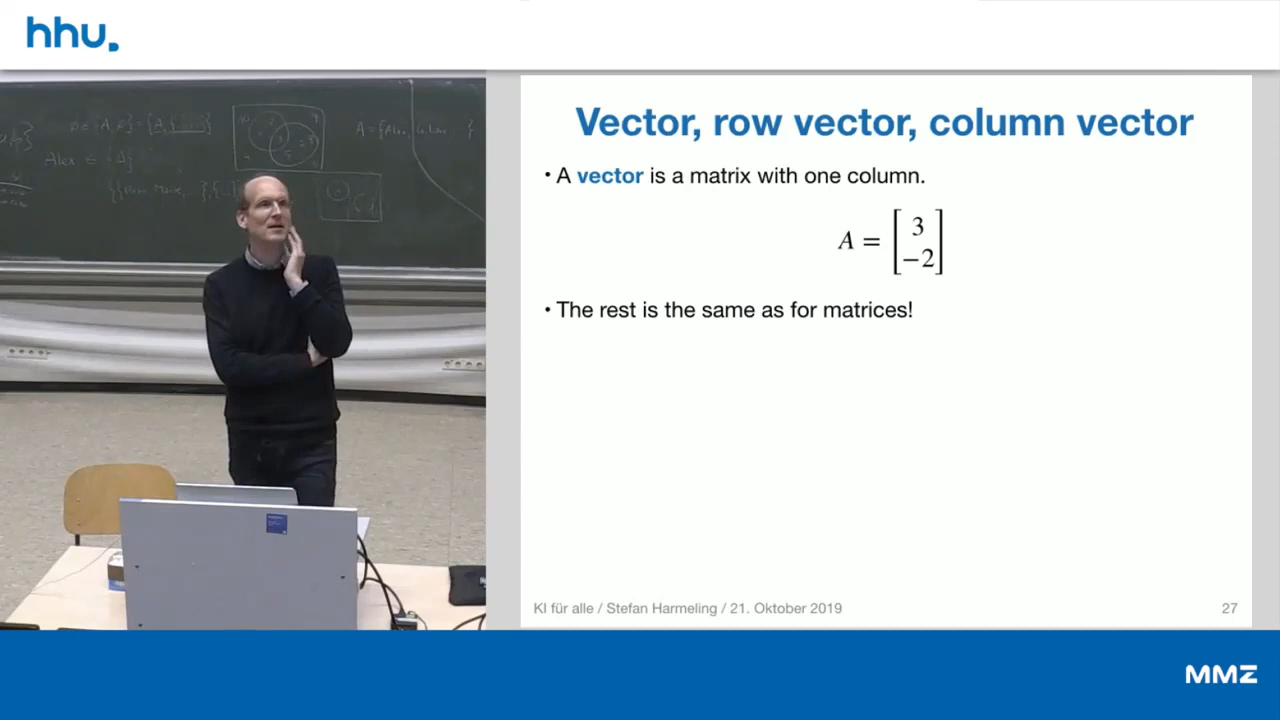 hhu.
Vector, row vector, column vector
• A vector is a matrix with one column.
A = [ 3
−2 ]
• The rest is the same as for matrices!
Alex ∈
KI für alle / Stefan Harmeling / 21. Oktober 2019
27
MMZ